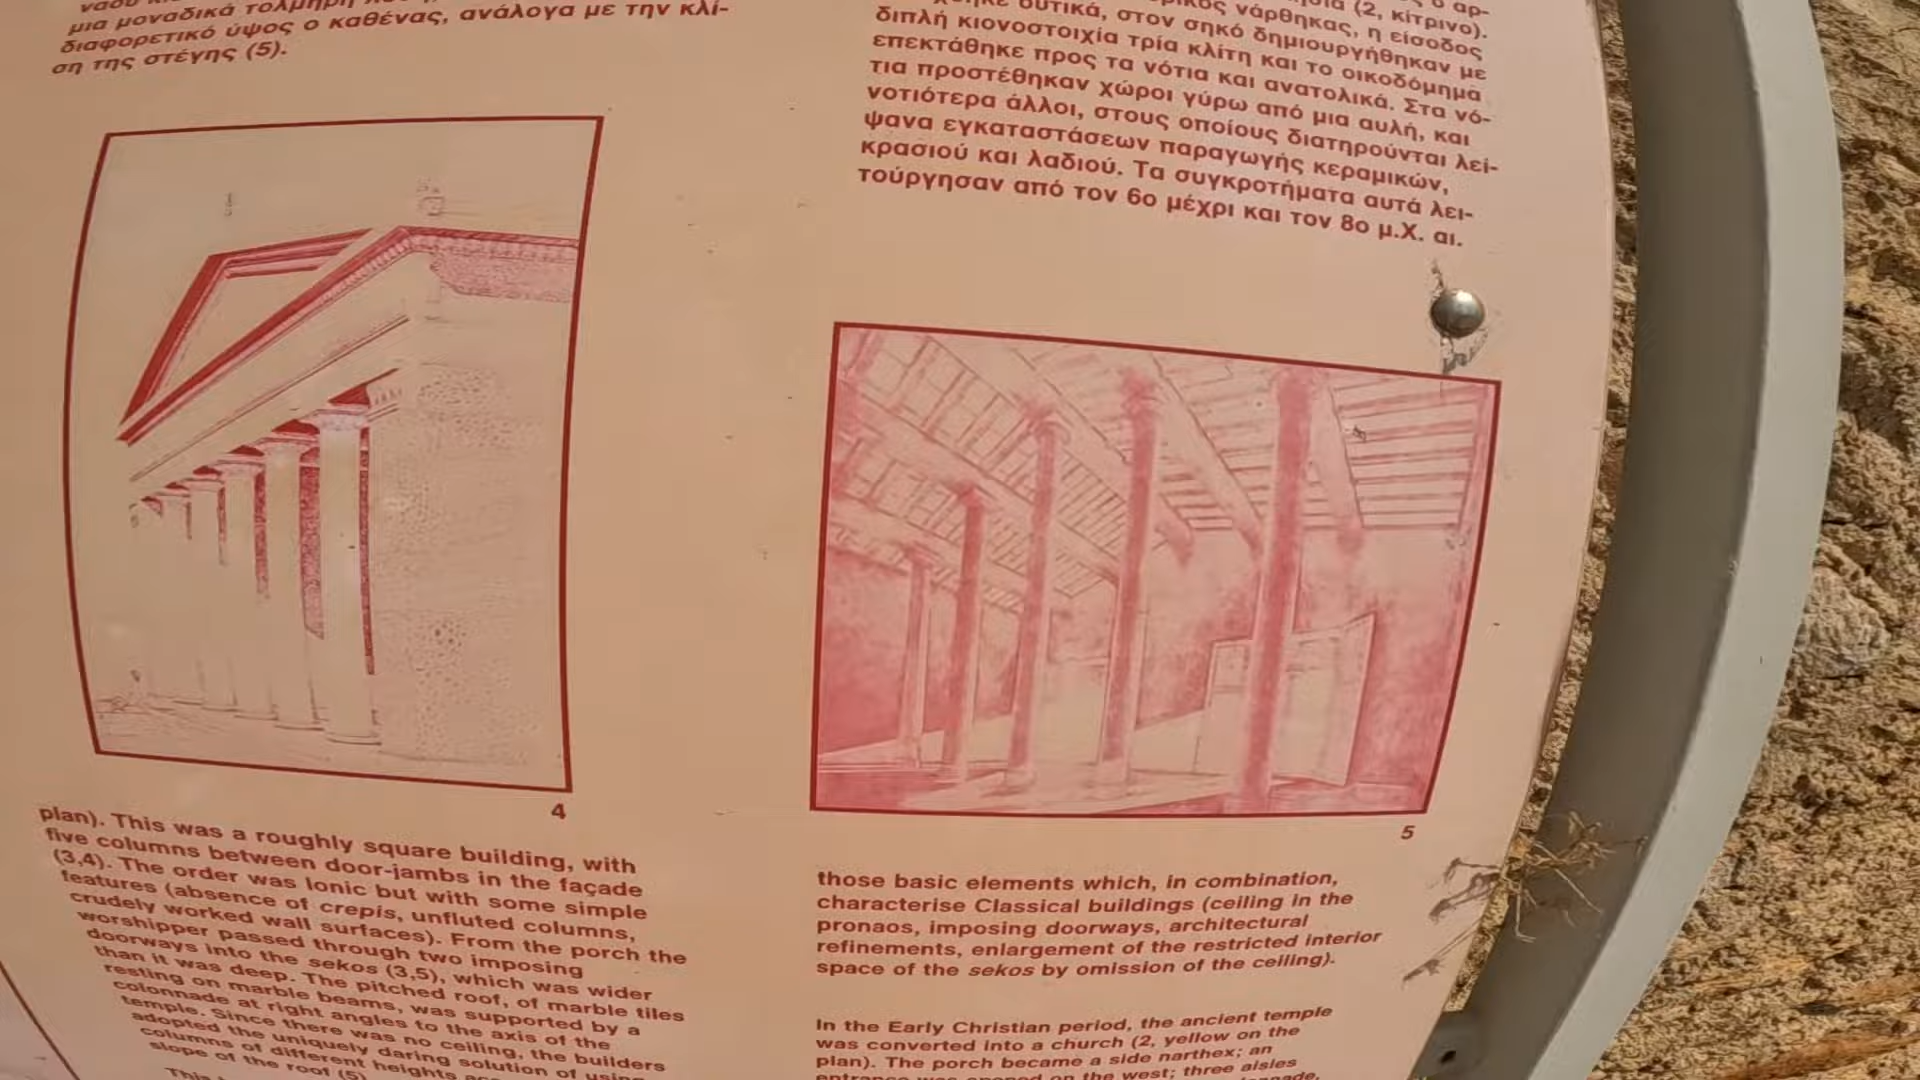 μια μοναδικά τολμηρή
διαφορετικό ύψος ο καθένας, ανάλογα με την κλί-
ση της στέγης (5).
(2, κίτρινο).
νάρθηκας, η είσοδος
δυτικά, στον σηκό δημιουργήθηκαν με
διπλή κιονοστοιχία τρία κλίτη και το οικοδόμημα
επεκτάθηκε προς τα νότια και ανατολικά. Στα νό-
τια προστέθηκαν χώροι γύρω από μια αυλή, και
νοτιότερα άλλοι, στους οποίους διατηρούνται λεί-
ψανα εγκαταστάσεων παραγωγής κεραμικών,
κρασιού και λαδιού. Τα συγκροτήματα αυτά λει-
τούργησαν από τον 6ο μέχρι και τον 8ο μ.Χ. αι.
4
5
plan). This was a roughly square building, with
five columns between door-jambs in the façade
(3,4). The order was Ionic but with some simple
features (absence of crepis, unfluted columns,
crudely worked wall surfaces). From the porch the
worshipper passed through two imposing
doorways into the sekos (3,5), which was wider
than it was deep. The pitched roof, of marble tiles
resting on marble beams, was supported by a
colonnade at right angles to the axis of the
temple. Since there was no ceiling, the builders
adopted the uniquely daring solution of using
columns of different heights
slope of the roof (5)
This
those basic elements which, in combination,
characterise Classical buildings (ceiling in the
pronaos, imposing doorways, architectural
refinements, enlargement of the restricted interior
space of the sekos by omission of the ceiling).
In the Early Christian period, the ancient temple
was converted into a church (2, yellow on the
plan). The porch became a side narthex; an
entrance was opened on the west; three aisles